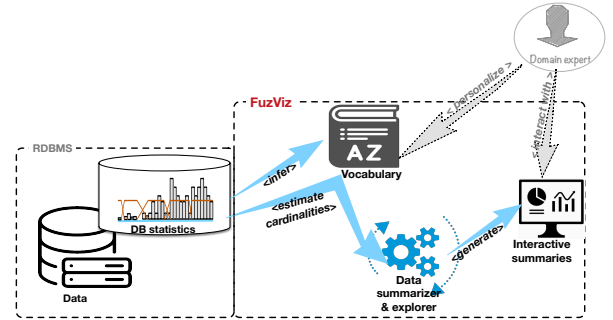 Domain expert
FuzViz
< personalize >
<interact with >
RDBMS
AZ
<infer>
Vocabulary
<estimate
cardinalities>
DB statistics
<generate>
Interactive
summaries
Data
Data
summarizer
& explorer